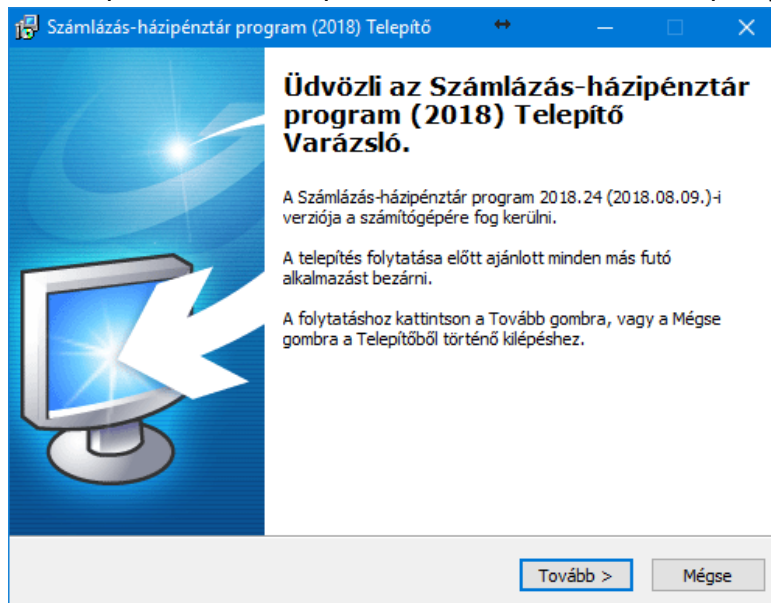 Számlázás-házipénztár program (2018) Telepítő
Üdvözli az Számlázás-házipénztár
program (2018) Telepítő
Varázsló.
A Számlázás-házipénztár program 2018.24 (2018.08.09.)-i
verziója a számítógépére fog kerülni.
A telepítés folytatása előtt ajánlott minden más futó
alkalmazást bezárni.
A folytatáshoz kattintson a Tovább gombra, vagy a Mégse
gombra a Telepítőből történő kilépéshez.
Tovább >
Mégse